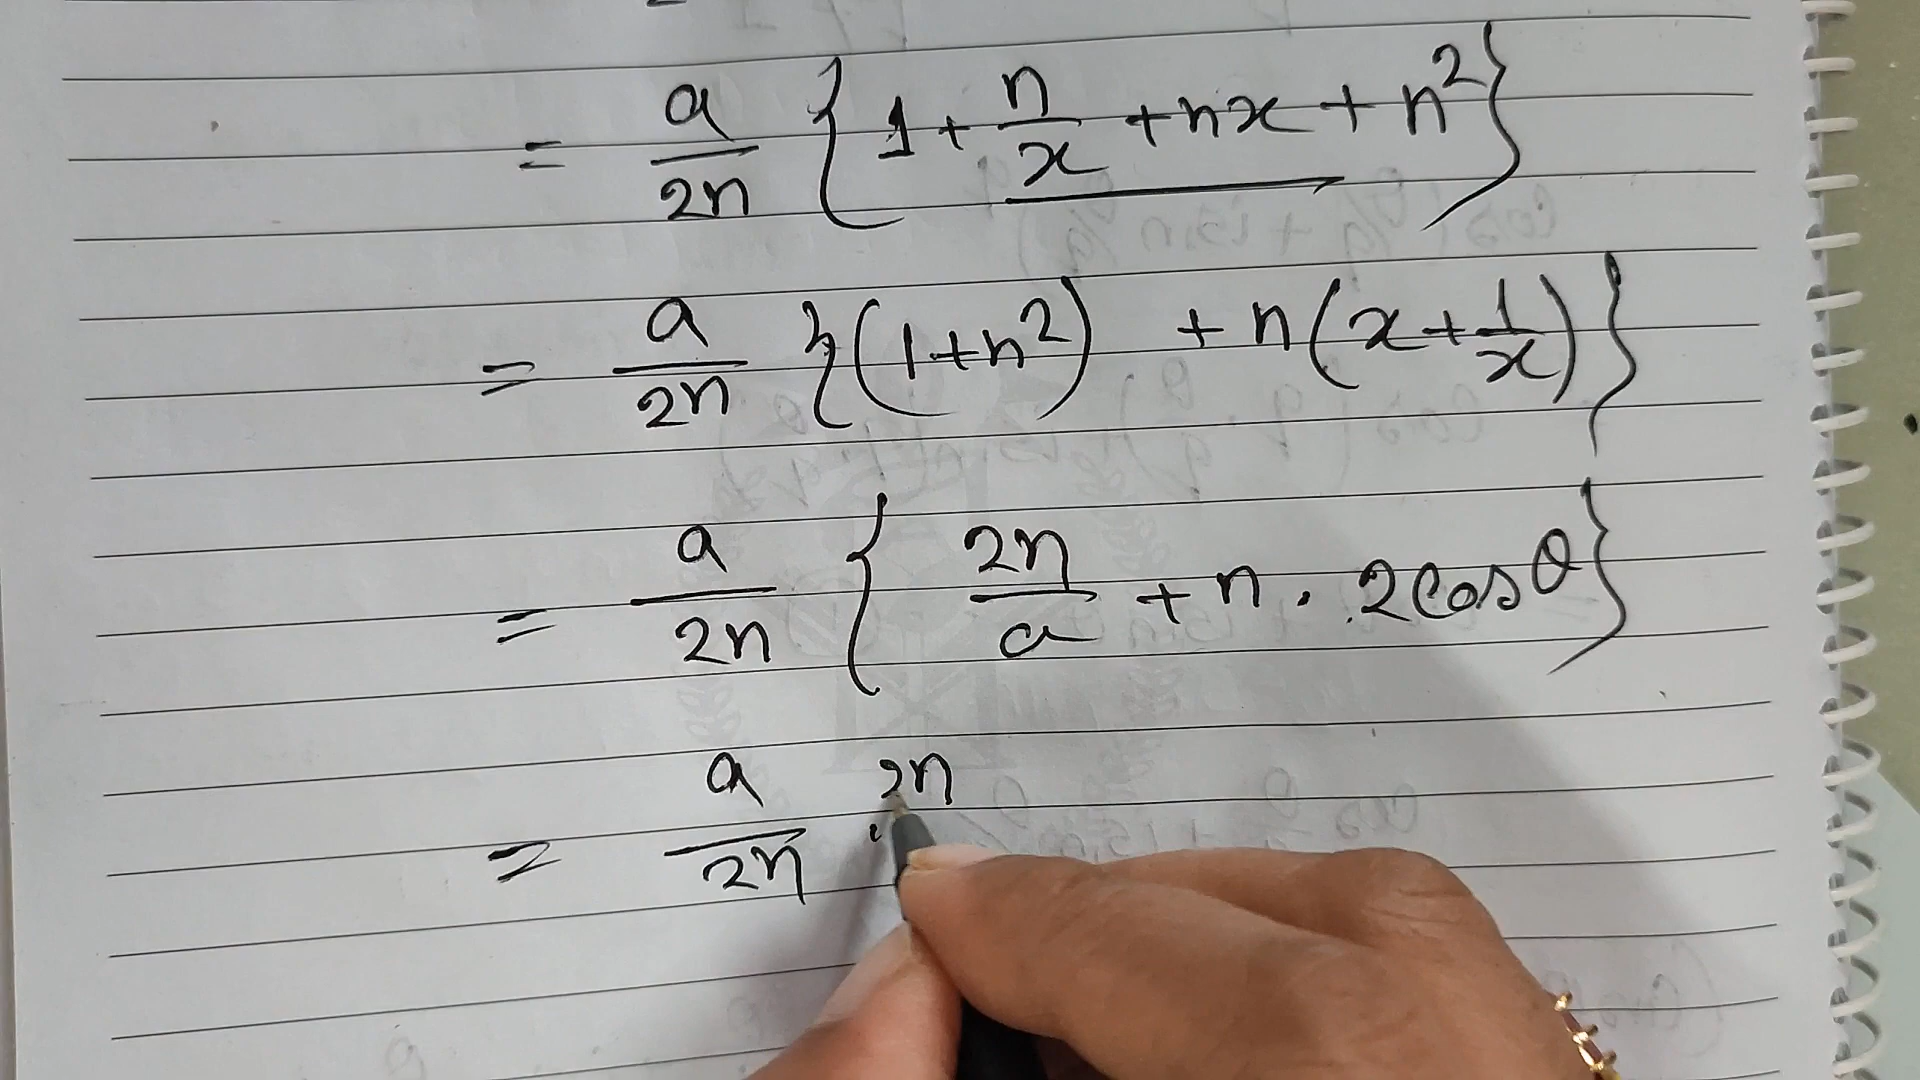 = a/2n {1 + n/x + nx + n²}
= a/2n {(1+n²) + n(x + 1/x)}
= a/2n {2n/a + n . 2cosθ}
= a/2n . 2n